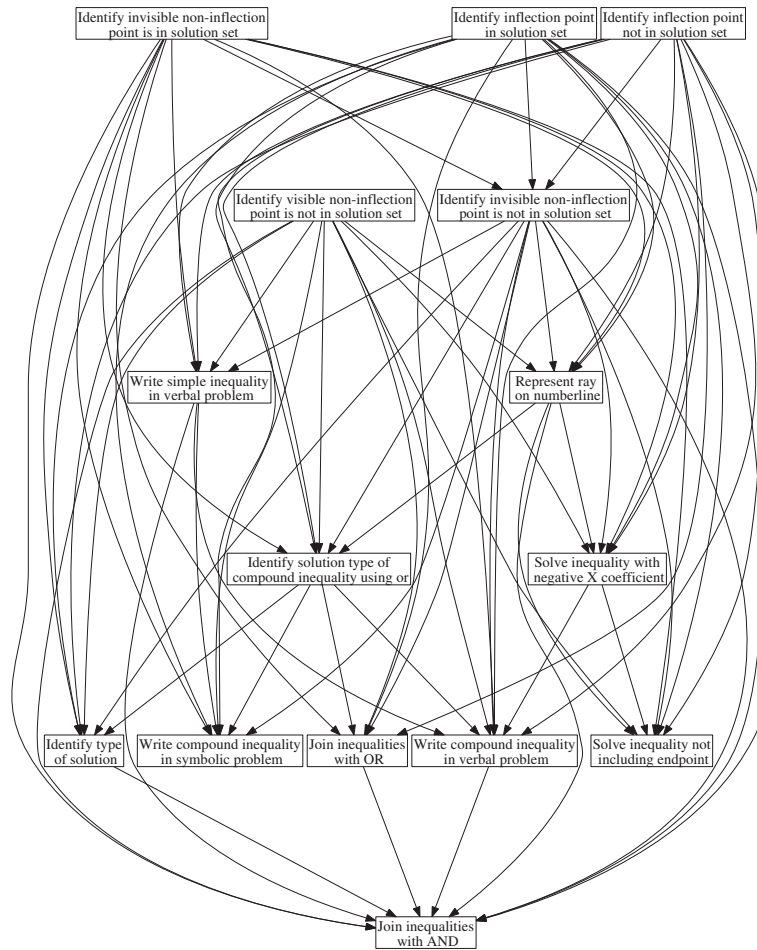 Identify invisible non-inflection
point is in solution set
Identify inflection point
in solution set
Identify inflection point
not in solution set
Identify visible non-inflection
point is not in solution set
Identify invisible non-inflection
point is not in solution set
Write simple inequality
in verbal problem
Represent ray
on numberline
Identify solution type of
compound inequality using or
Solve inequality with
negative X coefficient
Identify type
of solution
Write compound inequality
in symbolic problem
Join inequalities
with OR
Write compound inequality
in verbal problem
Solve inequality not
including endpoint
Join inequalities
with AND